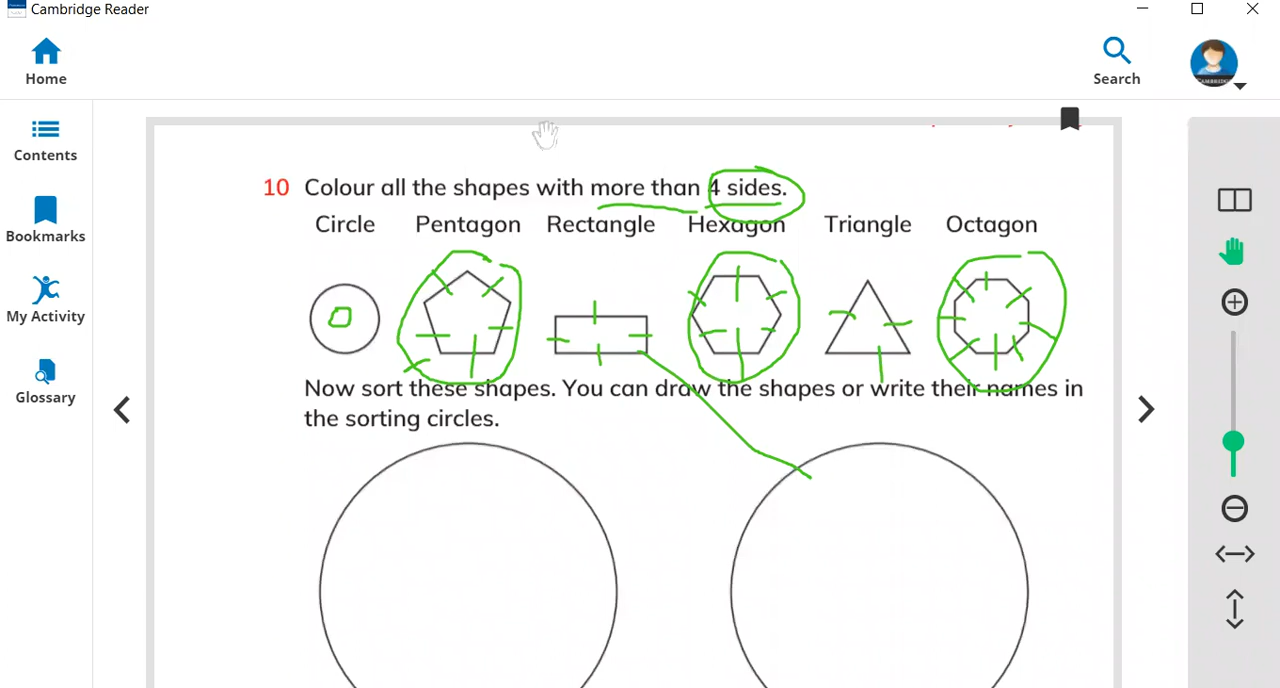 Cambridge Reader
Home
Search
Contents
Bookmarks
My Activity
Glossary
10 Colour all the shapes with more than 4 sides.
Circle Pentagon Rectangle Hexagon Triangle Octagon
Now sort these shapes. You can draw the shapes or write their names in
the sorting circles.